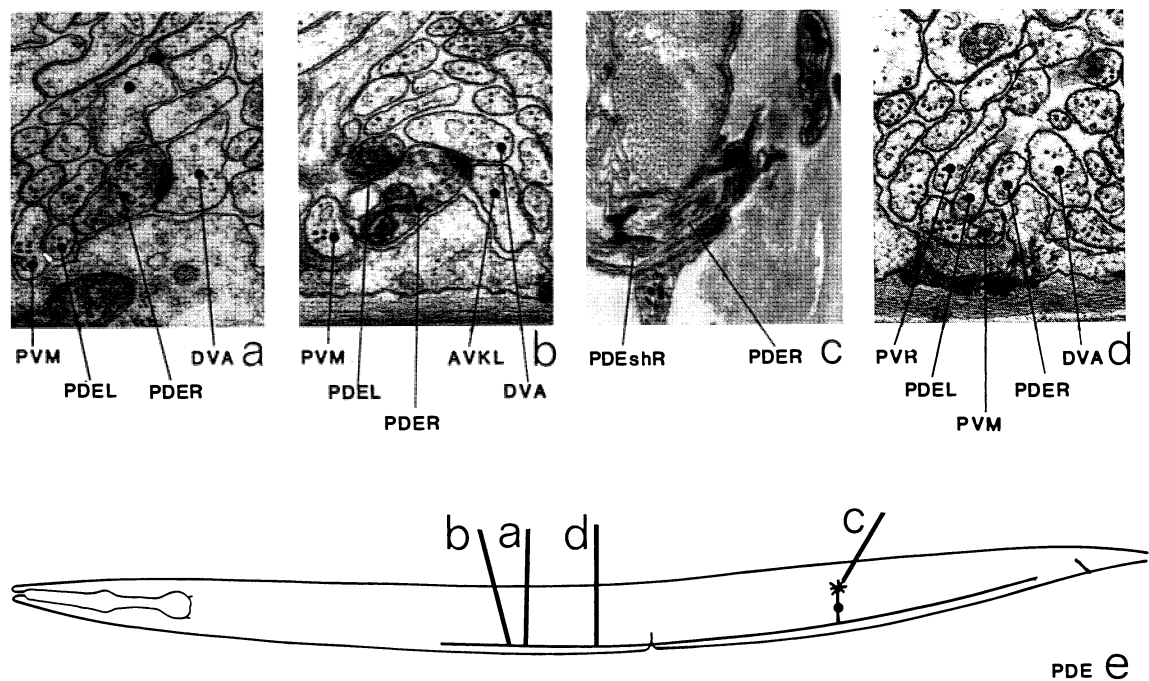 PVM DVA a
PDEL PDER
PVM AVKL b
PDEL DVA
PDER
PDEshR PDER c
PVR DVA d
PDEL PDER
PVM
b a d c
PDE e